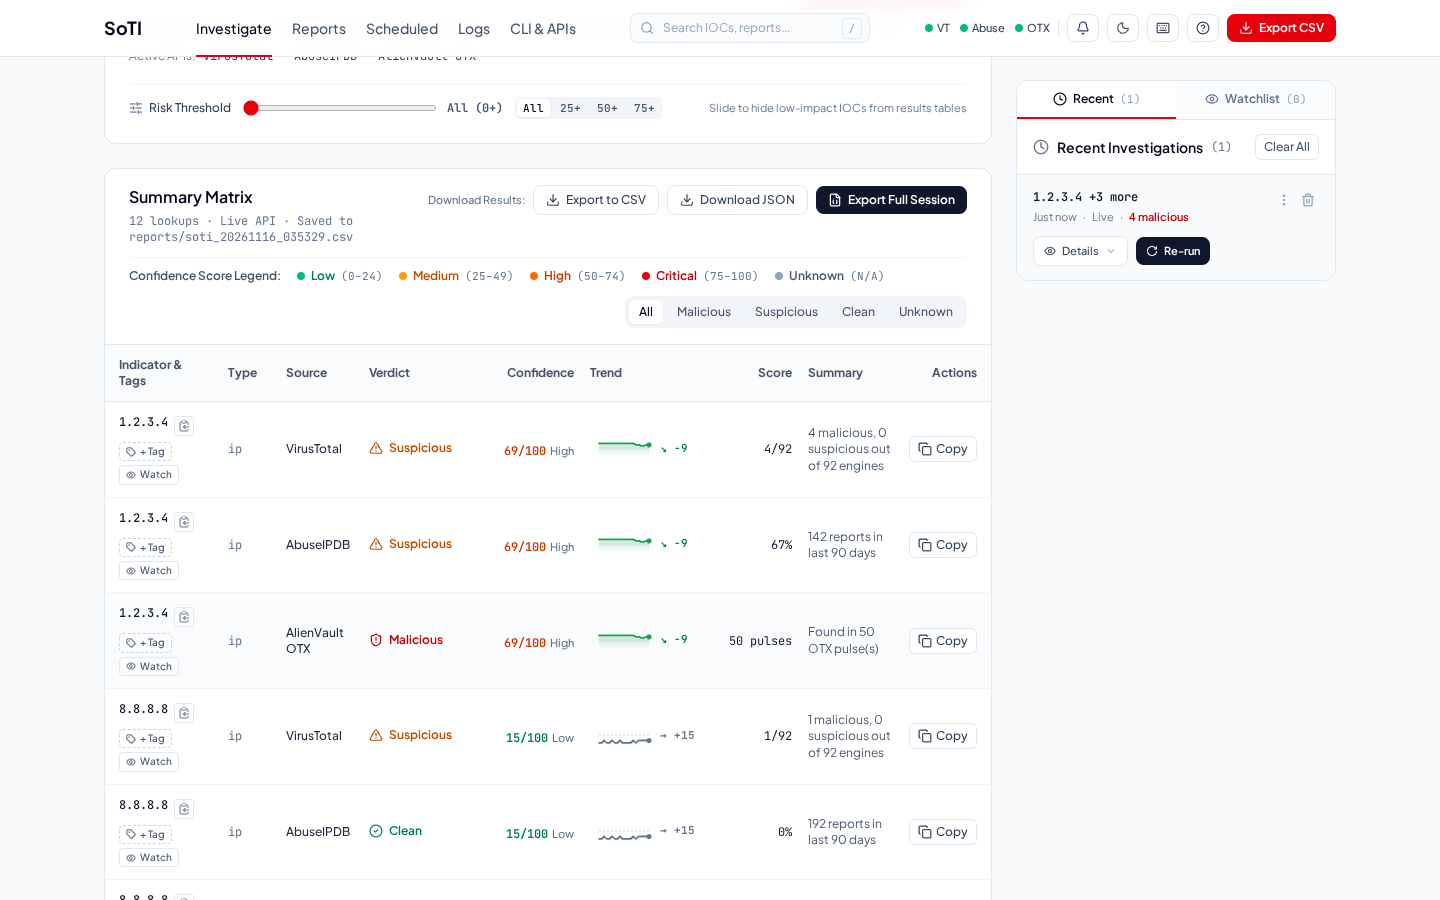 SoTI
Investigate
Reports
Scheduled
Logs
CLI & APIs
Search IOCs, reports...
/
VT
Abuse
OTX
Export CSV
Active APIs: VirusTotal · AbuseIPDB · AlienVault OTX
Risk Threshold
All (0+)
All
25+
50+
75+
Slide to hide low-impact IOCs from results tables
Summary Matrix
12 lookups · Live API · Saved to
reports/soti_20261116_035329.csv
Download Results:
Export to CSV
Download JSON
Export Full Session
Confidence Score Legend:
Low (0–24)
Medium (25–49)
High (50–74)
Critical (75–100)
Unknown (N/A)
All
Malicious
Suspicious
Clean
Unknown
Indicator & Tags
Type
Source
Verdict
Confidence
Trend
Score
Summary
Actions
1.2.3.4
+ Tag
Watch
ip
VirusTotal
Suspicious
69/100 High
↘ -9
4/92
4 malicious, 0
suspicious out
of 92 engines
Copy
1.2.3.4
+ Tag
Watch
ip
AbuseIPDB
Suspicious
69/100 High
↘ -9
67%
142 reports in
last 90 days
Copy
1.2.3.4
+ Tag
Watch
ip
AlienVault
OTX
Malicious
69/100 High
↘ -9
50 pulses
Found in 50
OTX pulse(s)
Copy
8.8.8.8
+ Tag
Watch
ip
VirusTotal
Suspicious
15/100 Low
→ +15
1/92
1 malicious, 0
suspicious out
of 92 engines
Copy
8.8.8.8
+ Tag
Watch
ip
AbuseIPDB
Clean
15/100 Low
→ +15
0%
192 reports in
last 90 days
Copy
8.8.8.8
Recent (1)
Watchlist (0)
Recent Investigations (1)
Clear All
1.2.3.4 +3 more
Just now · Live · 4 malicious
Details
Re-run